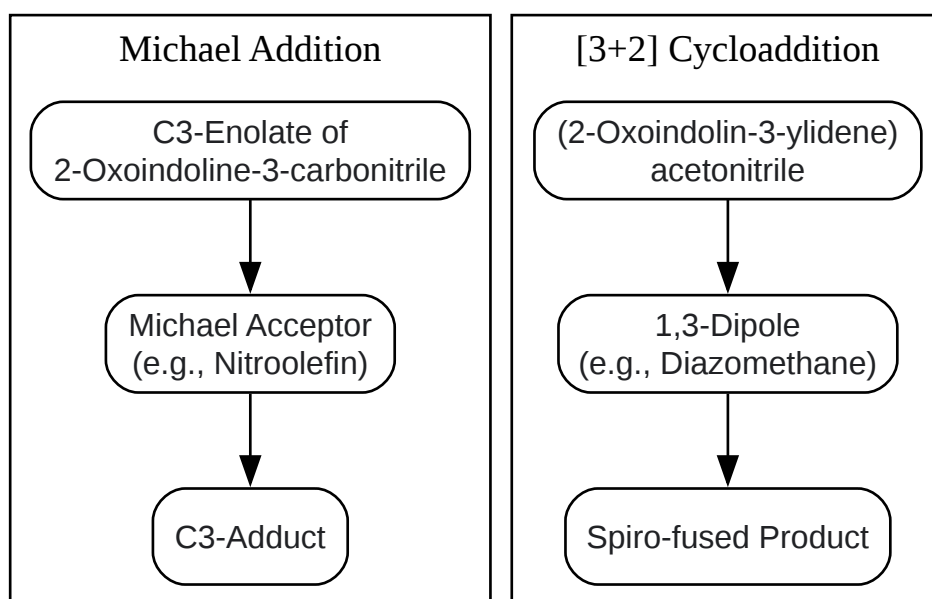 Michael Addition
C3-Enolate of
2-Oxoindoline-3-carbonitrile
Michael Acceptor
(e.g., Nitroolefin)
C3-Adduct
[3+2] Cycloaddition
(2-Oxoindolin-3-ylidene)
acetonitrile
1,3-Dipole
(e.g., Diazomethane)
Spiro-fused Product